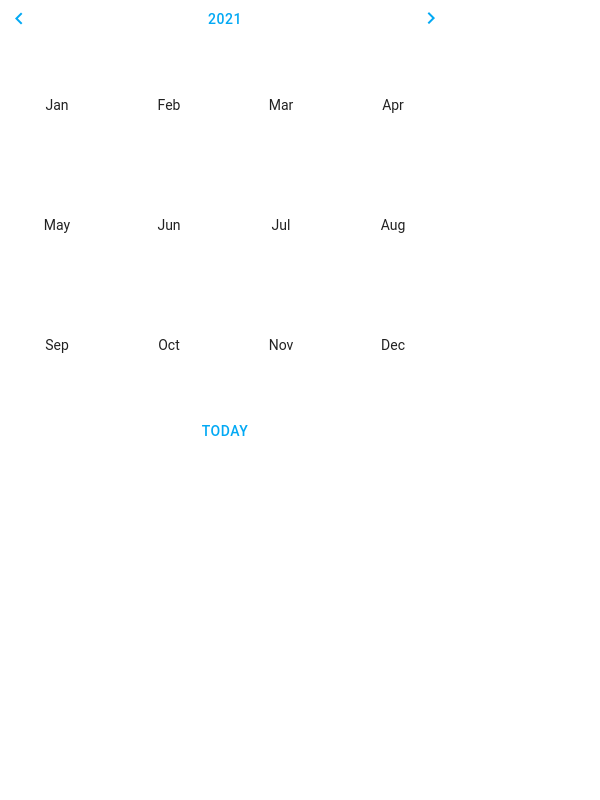 2021
Jan Feb Mar Apr
May Jun Jul Aug
Sep Oct Nov Dec
TODAY